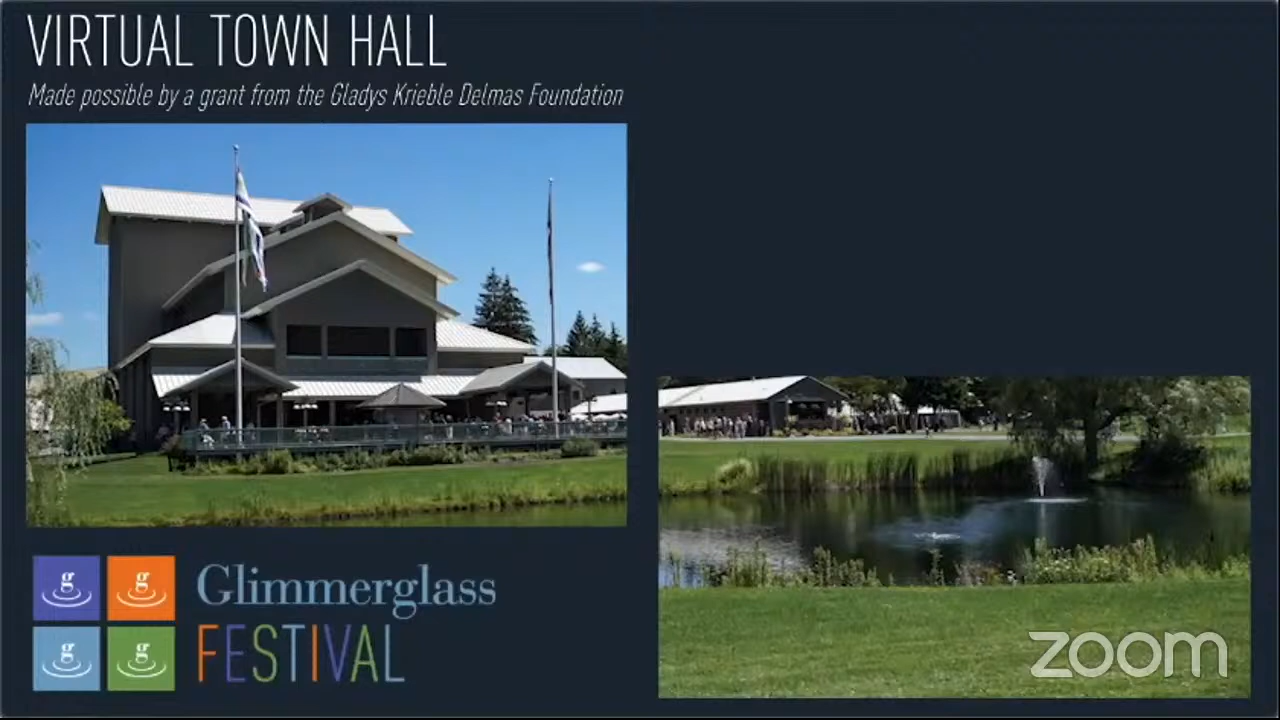 VIRTUAL TOWN HALL
Made possible by a grant from the Gladys Krieble Delmas Foundation
g g
g g
Glimmerglass
FESTIVAL
zoom